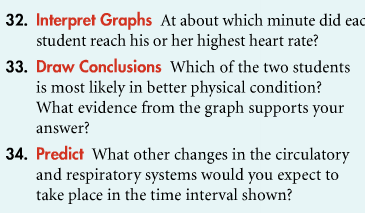 32. Interpret Graphs At about which minute did eac
student reach his or her highest heart rate?
33. Draw Conclusions Which of the two students
is most likely in better physical condition?
What evidence from the graph supports your
answer?
34. Predict What other changes in the circulatory
and respiratory systems would you expect to
take place in the time interval shown?